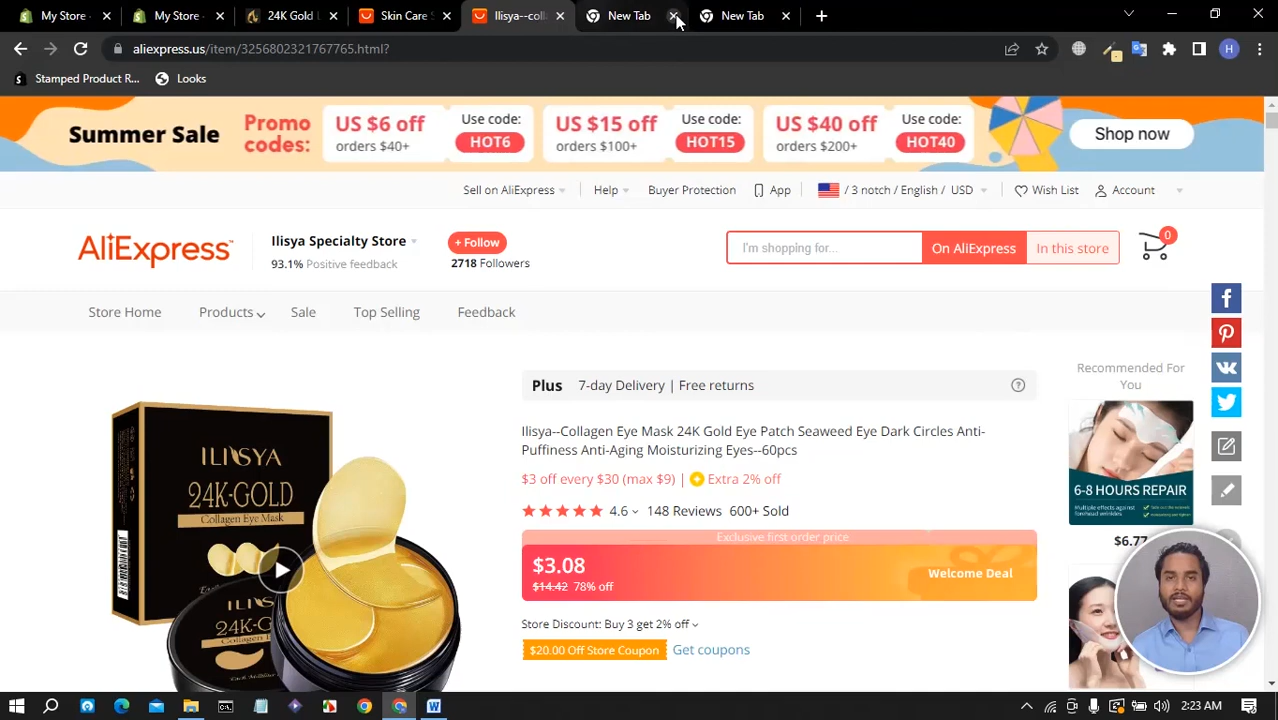 My Store
My Store
24K Gold
Skin Care S
Ilisya--coll
New Tab
New Tab
aliexpress.us/item/3256802321767765.html?
H
Stamped Product R...
Looks
Summer Sale
Promo codes:
US $6 off
orders $40+
Use code:
HOT6
US $15 off
orders $100+
Use code:
HOT15
US $40 off
orders $200+
Use code:
HOT40
Shop now
Sell on AliExpress
Help
Buyer Protection
App
/ 3 notch / English / USD
Wish List
Account
AliExpress
Ilisya Specialty Store
93.1% Positive feedback
+ Follow
2718 Followers
I'm shopping for...
On AliExpress
In this store
0
Store Home
Products
Sale
Top Selling
Feedback
Plus 7-day Delivery | Free returns
Recommended For
You
Ilisya--Collagen Eye Mask 24K Gold Eye Patch Seaweed Eye Dark Circles Anti-
Puffiness Anti-Aging Moisturizing Eyes--60pcs
$3 off every $30 (max $9) | Extra 2% off
4.6
148 Reviews
600+ Sold
Exclusive first order price
$3.08
$14.42 78% off
Welcome Deal
Store Discount: Buy 3 get 2% off
$20.00 Off Store Coupon
Get coupons
ILISYA
24K-GOLD
Collagen Eye Mask
6-8 HOURS REPAIR
$6.77
2:23 AM